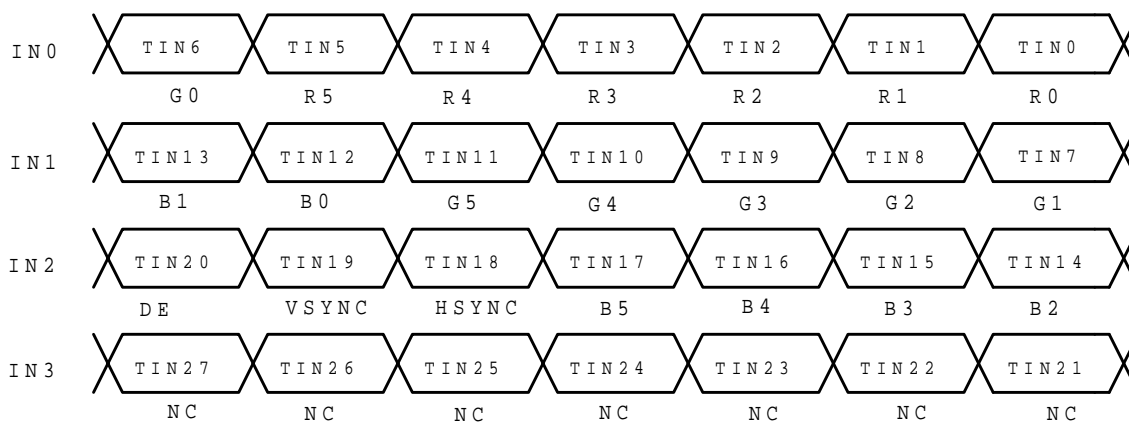 IN0 TIN6 TIN5 TIN4 TIN3 TIN2 TIN1 TIN0
G0 R5 R4 R3 R2 R1 R0
IN1 TIN13 TIN12 TIN11 TIN10 TIN9 TIN8 TIN7
B1 B0 G5 G4 G3 G2 G1
IN2 TIN20 TIN19 TIN18 TIN17 TIN16 TIN15 TIN14
DE VSYNC HSYNC B5 B4 B3 B2
IN3 TIN27 TIN26 TIN25 TIN24 TIN23 TIN22 TIN21
NC NC NC NC NC NC NC